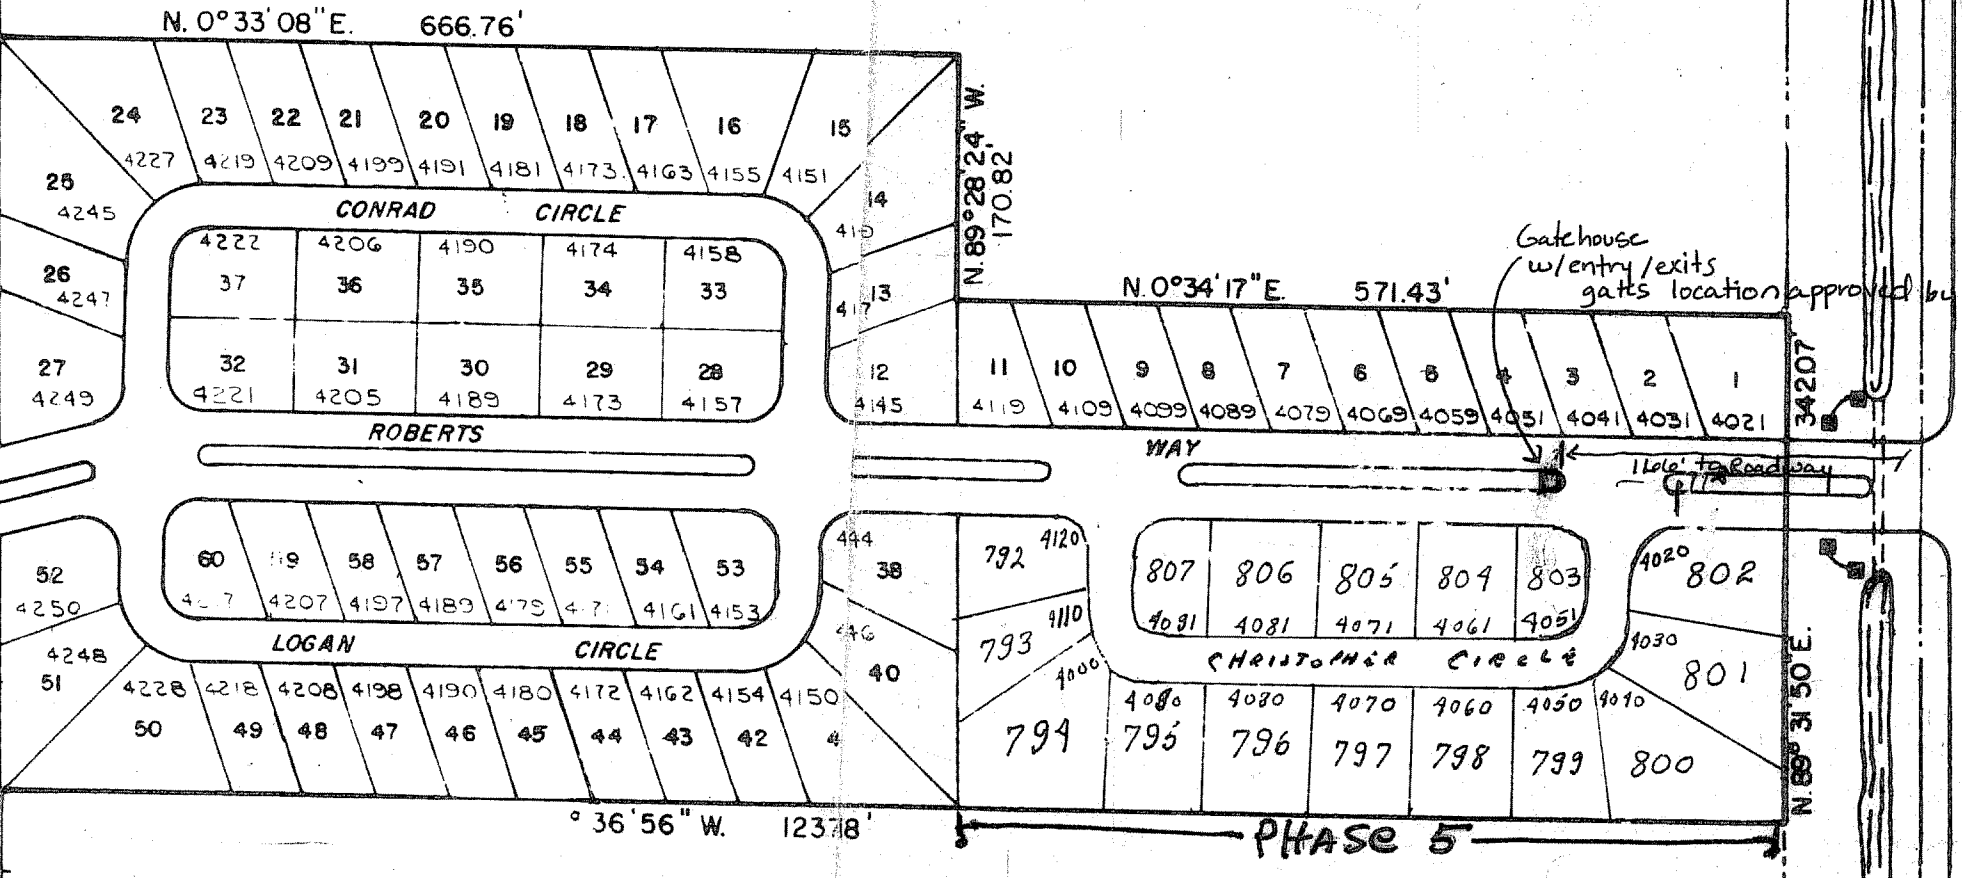 N. 0°33'08"E. 666.76'
24 23 22 21 20 19 18 17 16 15
4227 4219 4209 4199 4191 4181 4173 4163 4155 4151
25
4245
14
CONRAD CIRCLE
N. 89°28'24" W.
170.82'
4222 4206 4190 4174 4158
37 36 35 34 33
26
4247
13
417
Gatehouse
w/entry/exits
gates location approved by
N. 0°34'17"E. 571.43'
32 31 30 29 28
4221 4205 4189 4173 4157
27
4249
12
4145
11 10 9 8 7 6 5 4 3 2 1
4119 4109 4099 4089 4079 4069 4059 4051 4041 4031 4021
342.07'
ROBERTS WAY
166' to Roadway
60 58 57 56 55 54 53
4207 4197 4189 4161 4153
52
4250
444
38
792 4120
807 806 805 804 803
4091 4081 4071 4061 4051
4020 802
4248
51
LOGAN CIRCLE
446
40
793 4110
4030
801
CHRISTOPHER CIRCLE
4228 4218 4208 4198 4190 4180 4172 4162 4154 4150
50 49 48 47 46 45 44 43 42 4
794
4080 4070 4060 4050 4040
795 796 797 798 799 800
N. 89° 31' 50" E.
° 36'56" W. 1237.8'
PHASE 5